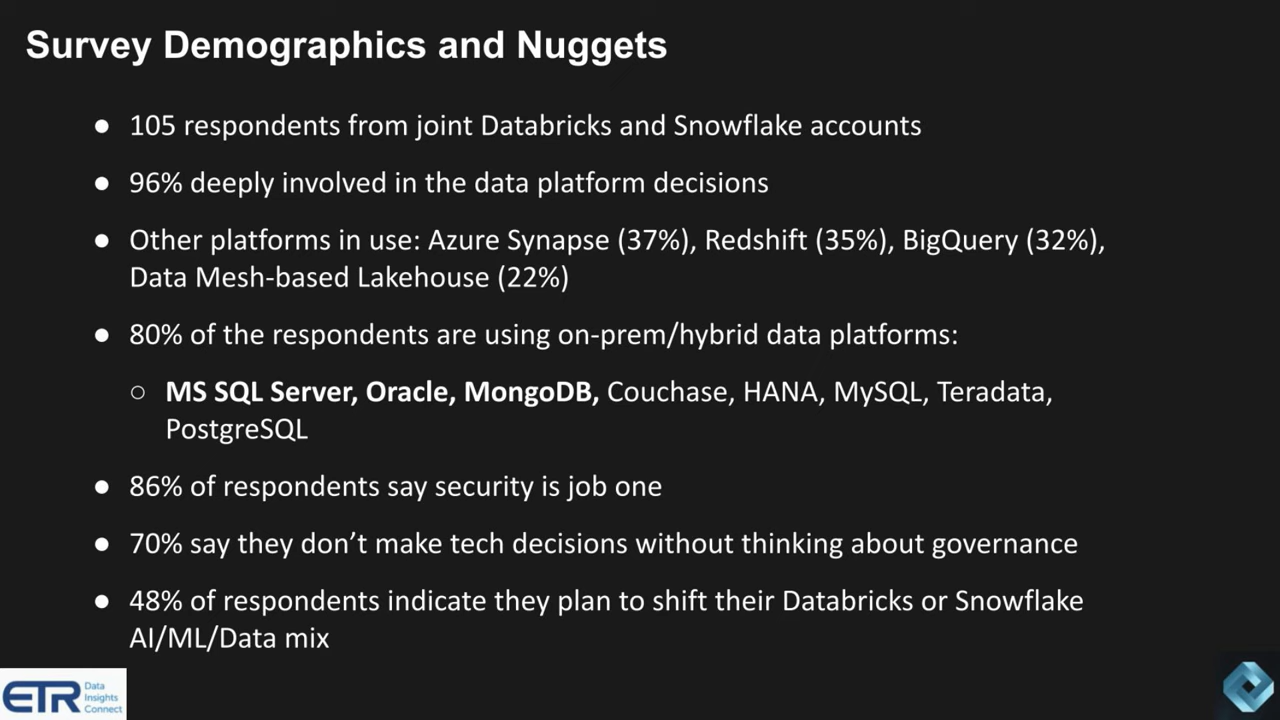 Survey Demographics and Nuggets
● 105 respondents from joint Databricks and Snowflake accounts
● 96% deeply involved in the data platform decisions
● Other platforms in use: Azure Synapse (37%), Redshift (35%), BigQuery (32%),
Data Mesh-based Lakehouse (22%)
● 80% of the respondents are using on-prem/hybrid data platforms:
○ MS SQL Server, Oracle, MongoDB, Couchase, HANA, MySQL, Teradata,
PostgreSQL
● 86% of respondents say security is job one
● 70% say they don’t make tech decisions without thinking about governance
● 48% of respondents indicate they plan to shift their Databricks or Snowflake
AI/ML/Data mix
ETR
Data
Insights
Connect